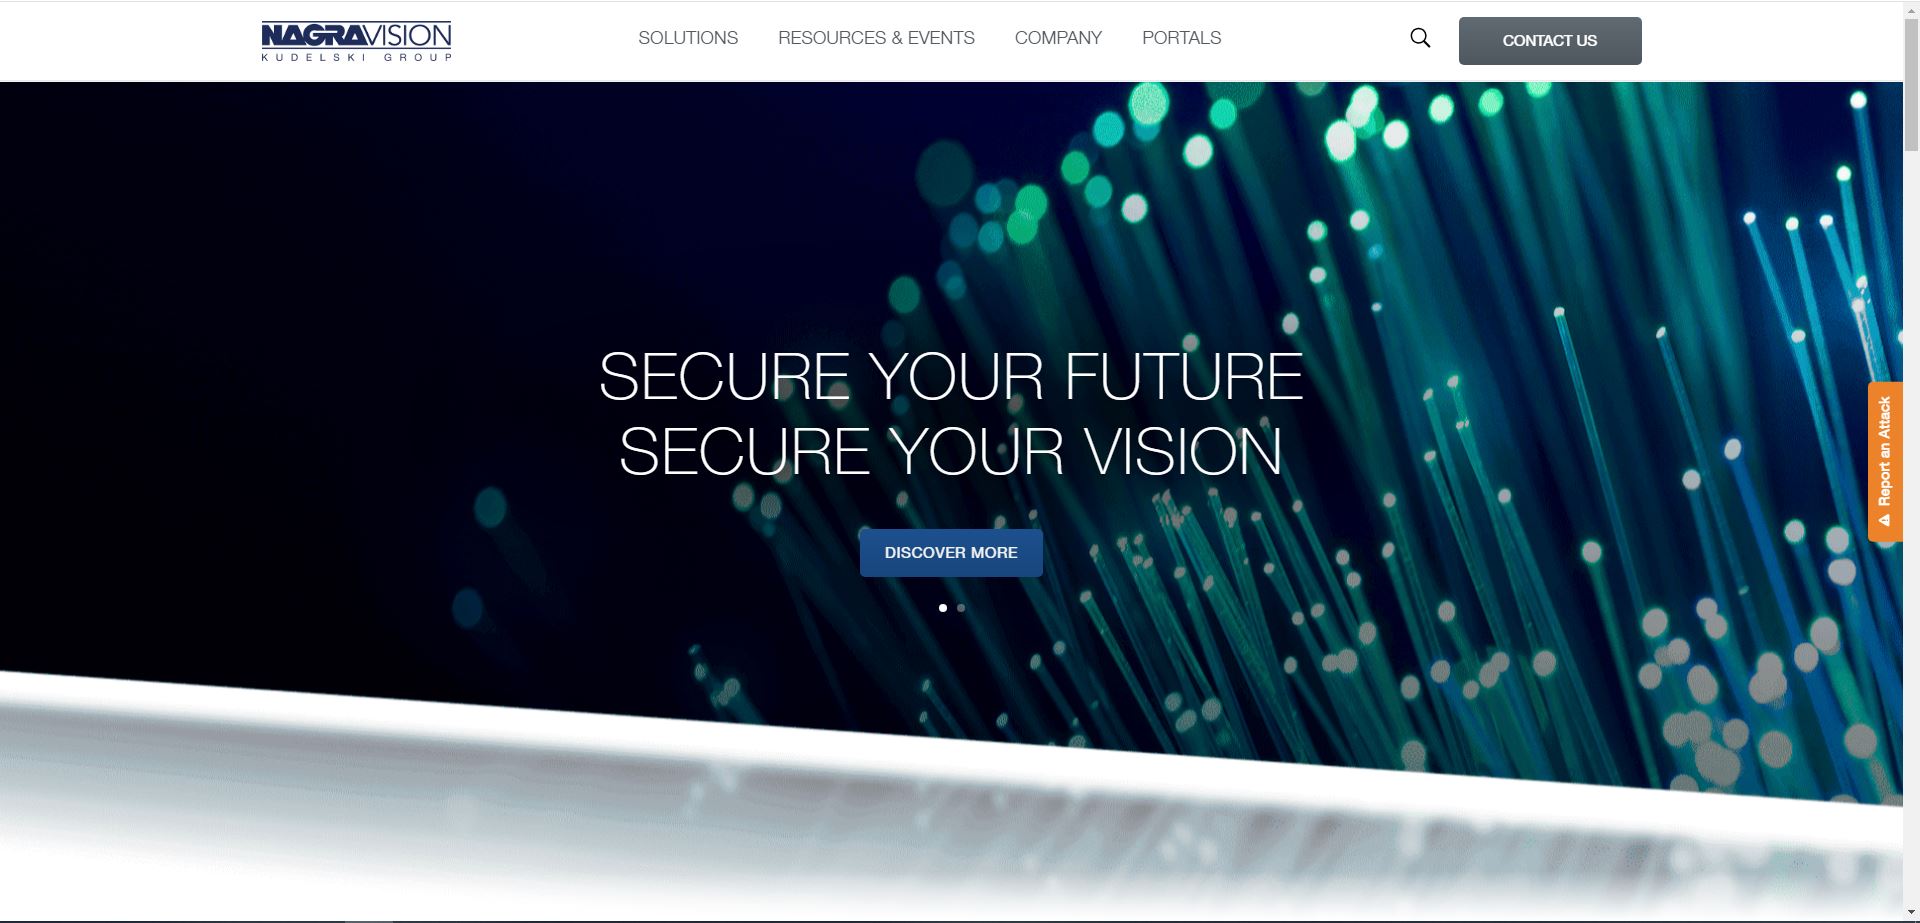 NAGRAVISION
KUDELSKI GROUP
SOLUTIONS
RESOURCES & EVENTS
COMPANY
PORTALS
CONTACT US
SECURE YOUR FUTURE
SECURE YOUR VISION
DISCOVER MORE
Report an Attack